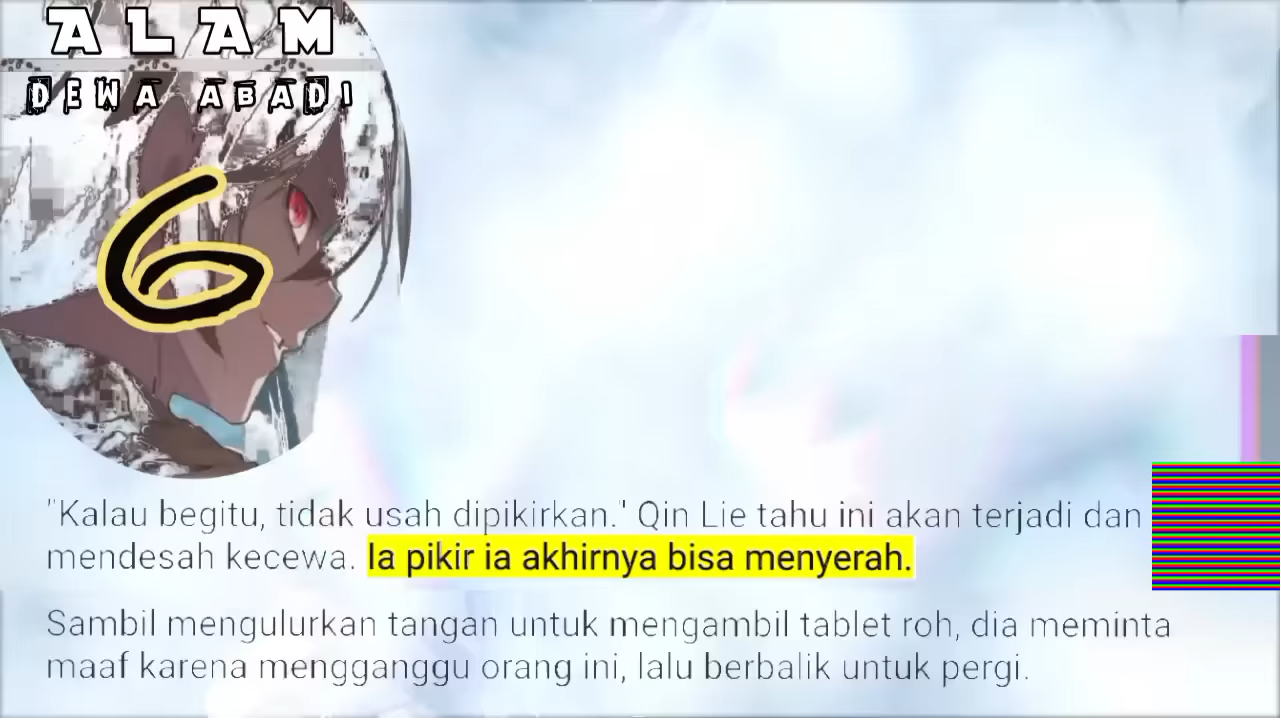 ALAM
DEWA ABADI
6
"Kalau begitu, tidak usah dipikirkan." Qin Lie tahu ini akan terjadi dan
mendesah kecewa. Ia pikir ia akhirnya bisa menyerah.
Sambil mengulurkan tangan untuk mengambil tablet roh, dia meminta
maaf karena mengganggu orang ini, lalu berbalik untuk pergi.